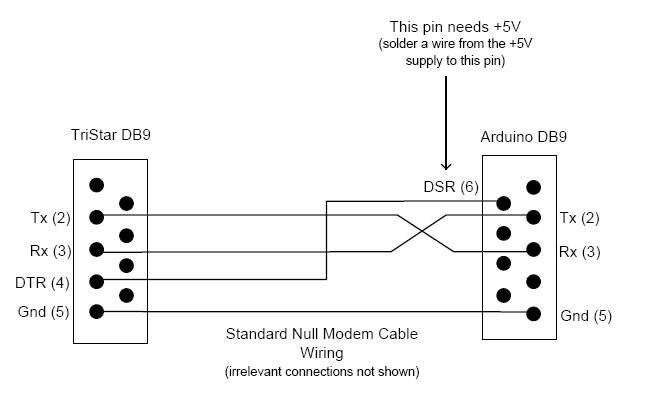 This pin needs +5V
(solder a wire from the +5V
supply to this pin)
TriStar DB9
Arduino DB9
DSR (6)
Tx (2)
Tx (2)
Rx (3)
Rx (3)
DTR (4)
Gnd (5)
Gnd (5)
Standard Null Modem Cable
Wiring
(irrelevant connections not shown)